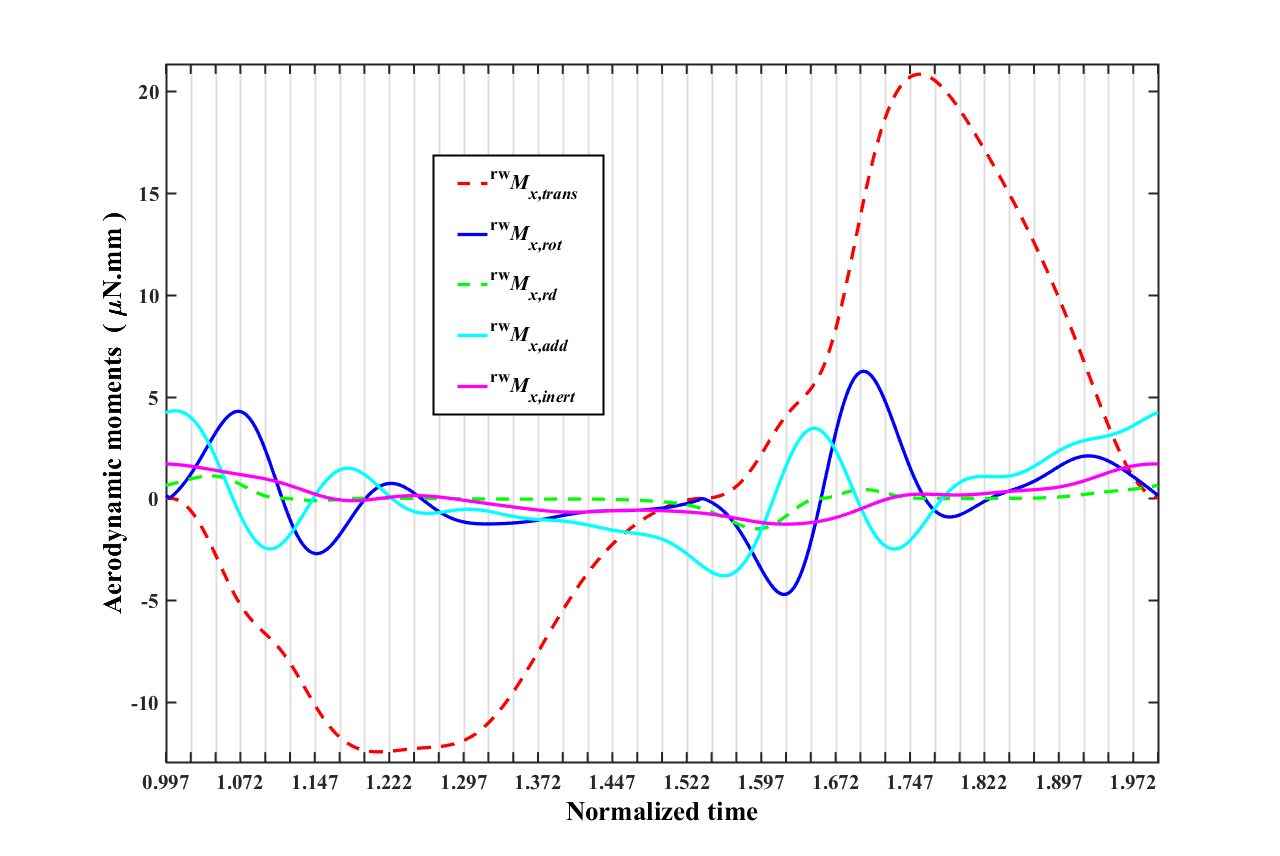 20
15
10
5
0
-5
-10
Aerodynamic moments ( μN.mm )
rwMx,trans
rwMx,rot
rwMx,rd
rwMx,add
rwMx,inert
0.997 1.072 1.147 1.222 1.297 1.372 1.447 1.522 1.597 1.672 1.747 1.822 1.897 1.972
Normalized time